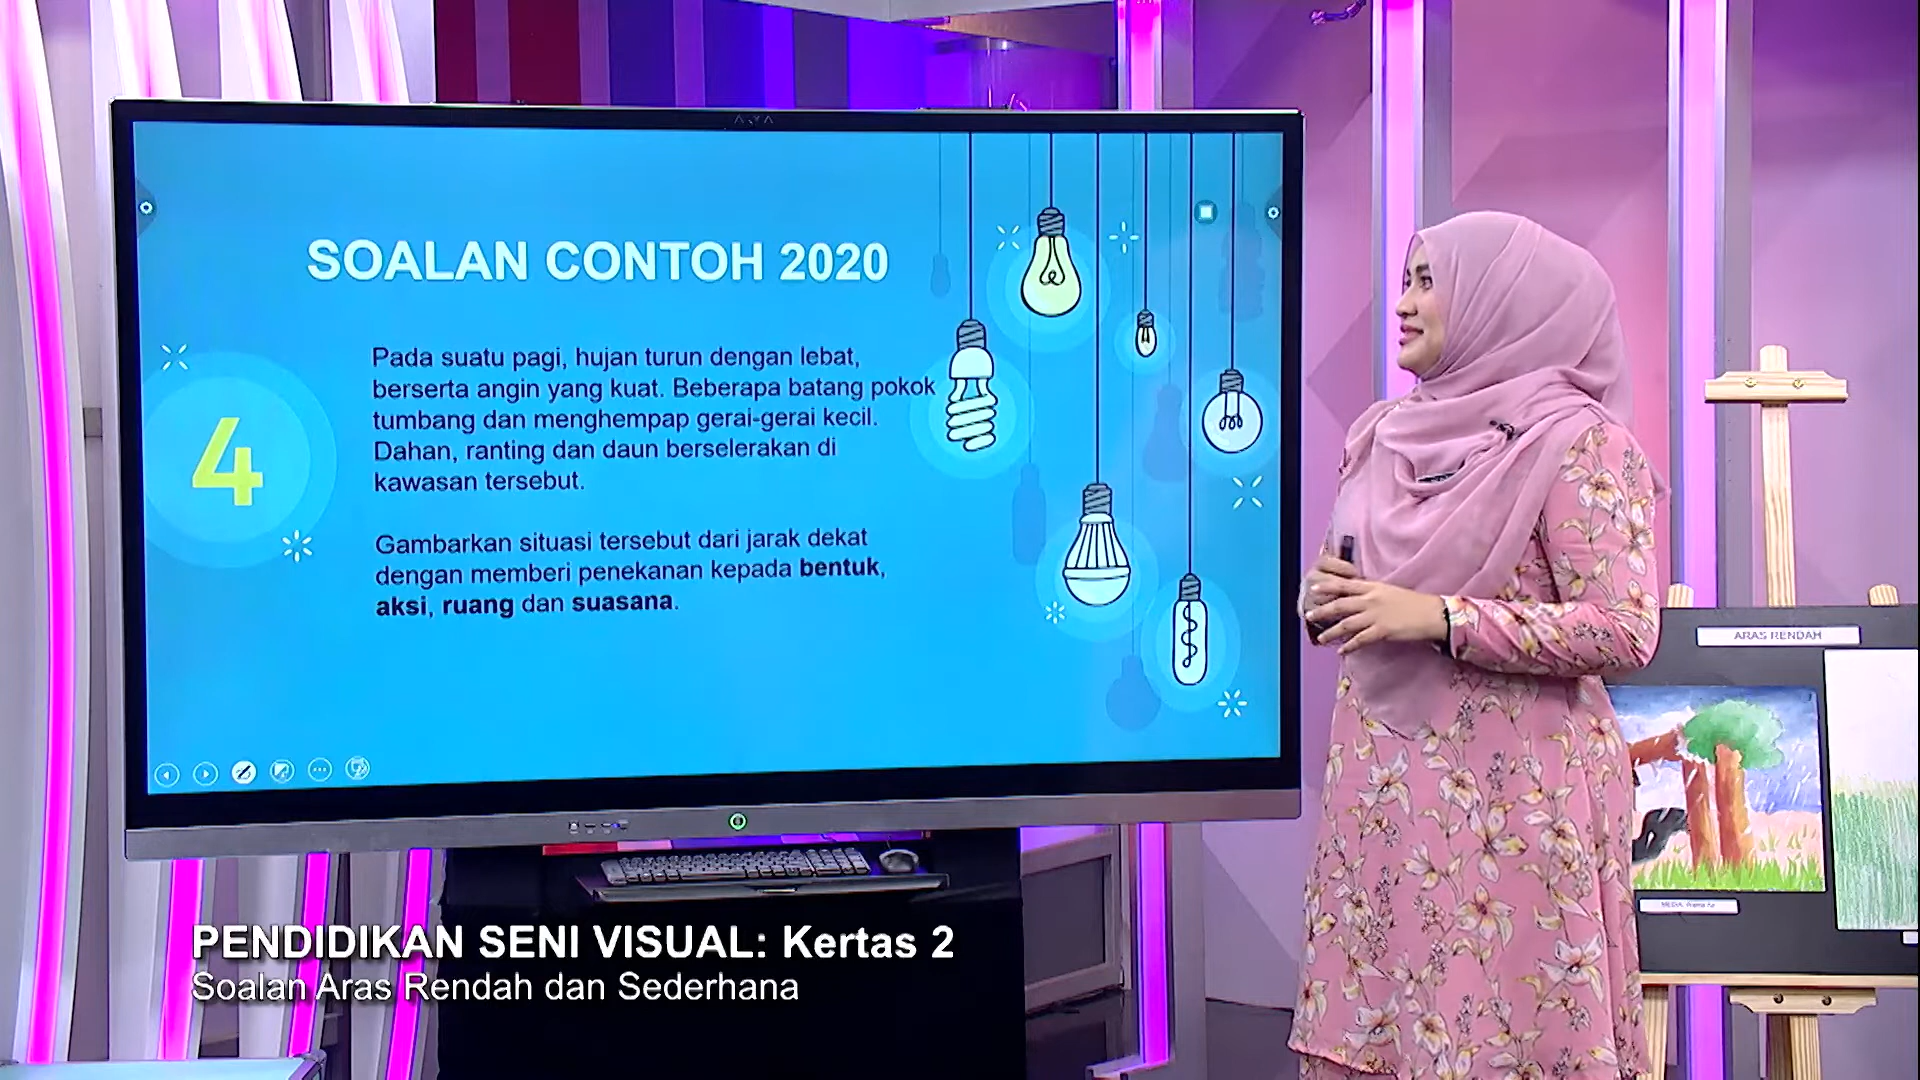 SOALAN CONTOH 2020
4
Pada suatu pagi, hujan turun dengan lebat,
berserta angin yang kuat. Beberapa batang pokok
tumbang dan menghempap gerai-gerai kecil.
Dahan, ranting dan daun berselerakan di
kawasan tersebut.
Gambarkan situasi tersebut dari jarak dekat
dengan memberi penekanan kepada bentuk,
aksi, ruang dan suasana.
ARAS RENDAH
PENDIDIKAN SENI VISUAL: Kertas 2
Soalan Aras Rendah dan Sederhana